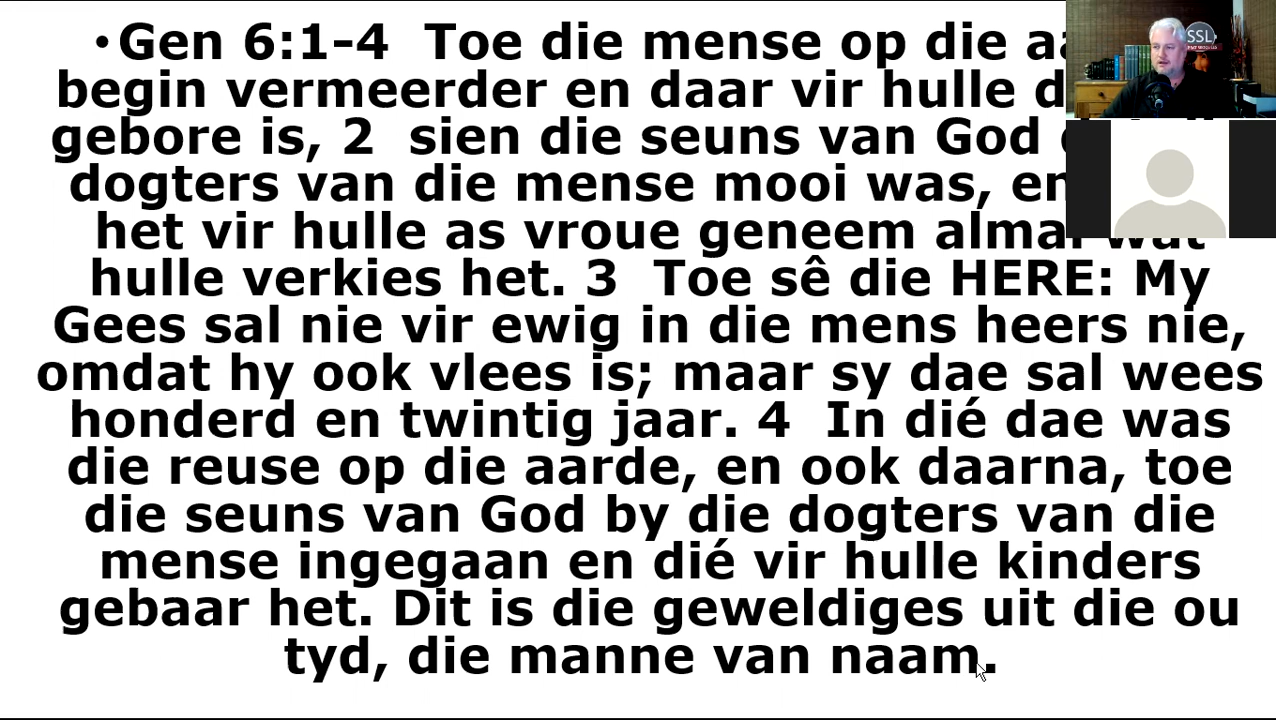 •Gen 6:1-4 Toe die mense op die
begin vermeerder en daar vir hulle
gebore is, 2 sien die seuns van God
dogters van die mense mooi was, en
het vir hulle as vroue geneem almal wat
hulle verkies het. 3 Toe sê die HERE: My
Gees sal nie vir ewig in die mens heers nie,
omdat hy ook vlees is; maar sy dae sal wees
honderd en twintig jaar. 4 In dié dae was
die reuse op die aarde, en ook daarna, toe
die seuns van God by die dogters van die
mense ingegaan en dié vir hulle kinders
gebaar het. Dit is die geweldiges uit die ou
tyd, die manne van naam.
SSL